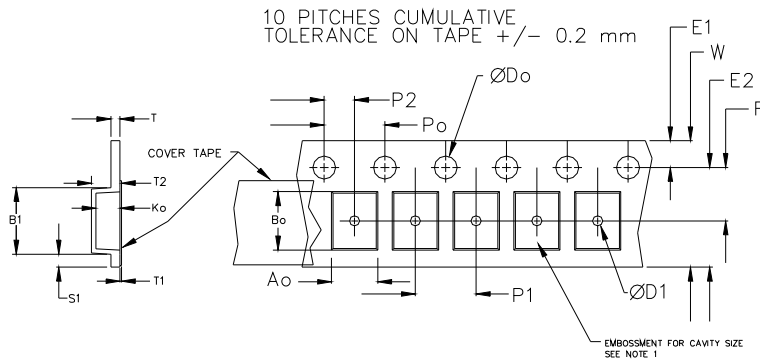 10 PITCHES CUMULATIVE
TOLERANCE ON TAPE +/- 0.2 mm
E1
W
E2
F
ØDo
P2
Po
T
COVER TAPE
T2
Ko
B1
Bo
T1
S1
Ao
P1
ØD1
EMBOSSMENT FOR CAVITY SIZE
SEE NOTE 1